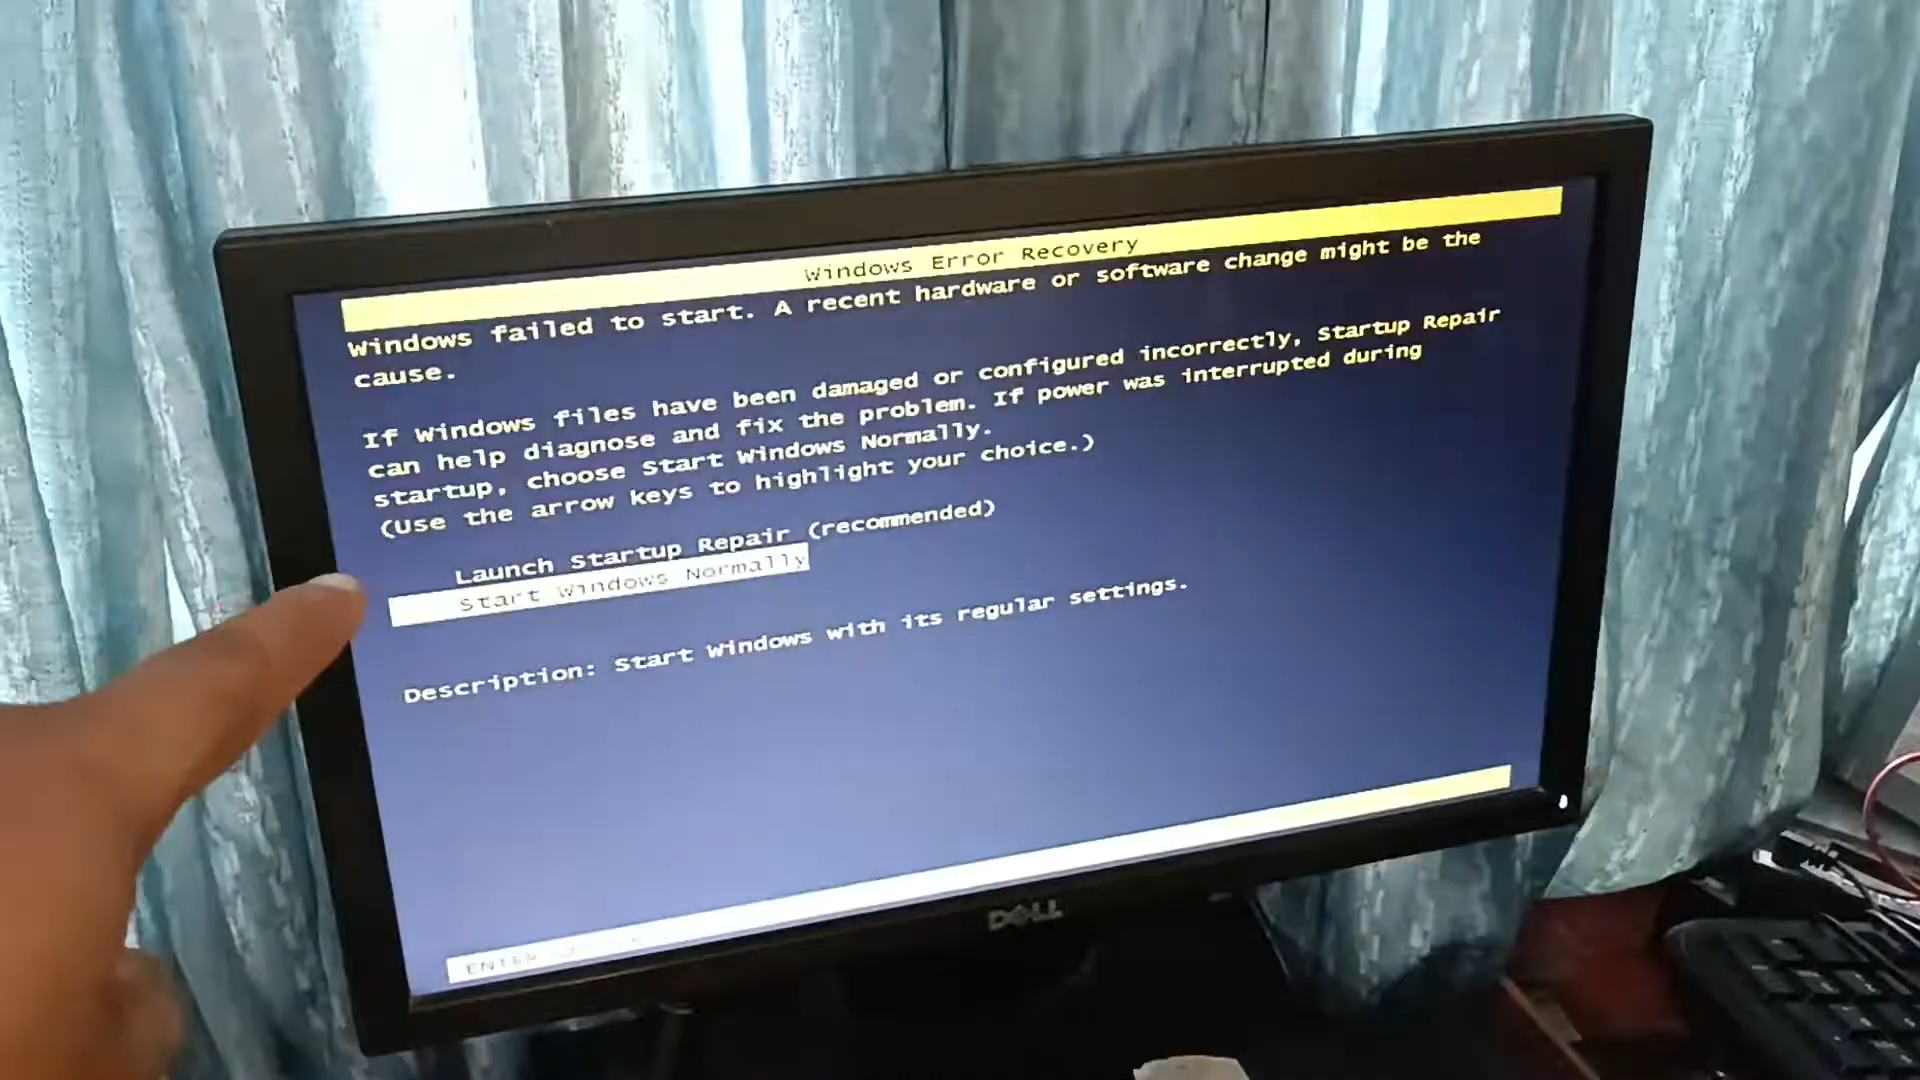 Windows Error Recovery
Windows failed to start. A recent hardware or software change might be the
cause.
If Windows files have been damaged or configured incorrectly, Startup Repair
can help diagnose and fix the problem. If power was interrupted during
startup, choose Start Windows Normally.
(Use the arrow keys to highlight your choice.)
Launch Startup Repair (recommended)
Start Windows Normally
Description: Start Windows with its regular settings.
ENTER
DELL